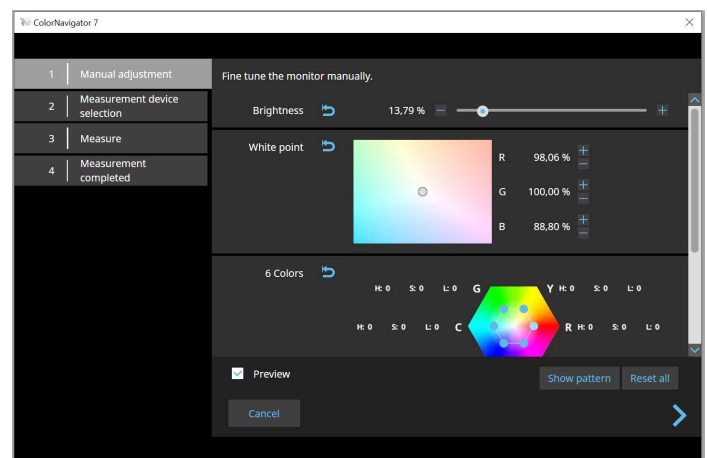 ColorNavigator 7
1 Manual adjustment
2 Measurement device
selection
3 Measure
4 Measurement
completed
Fine tune the monitor manually.
Brightness 13,79 %
White point
R 98,06 %
G 100,00 %
B 88,80 %
6 Colors
H: 0 S: 0 L: 0 G Y H: 0 S: 0 L: 0
H: 0 S: 0 L: 0 C R H: 0 S: 0 L: 0
Preview
Show pattern Reset all
Cancel